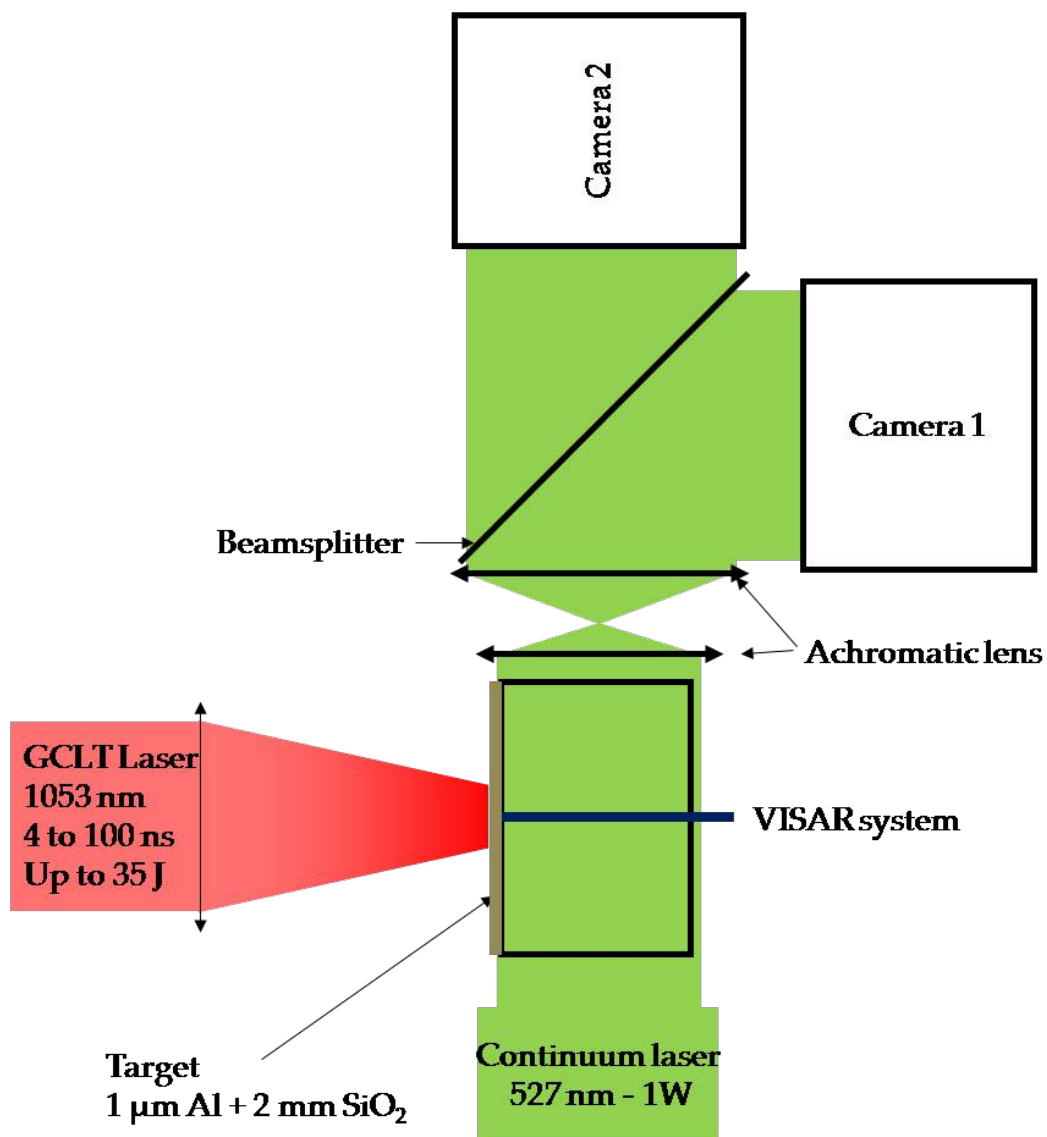 Camera 2
Camera 1
Beamsplitter
Achromatic lens
GCLT Laser
1053 nm
4 to 100 ns
Up to 35 J
VISAR system
Target
1 µm Al + 2 mm SiO₂
Continuum laser
527 nm - 1W